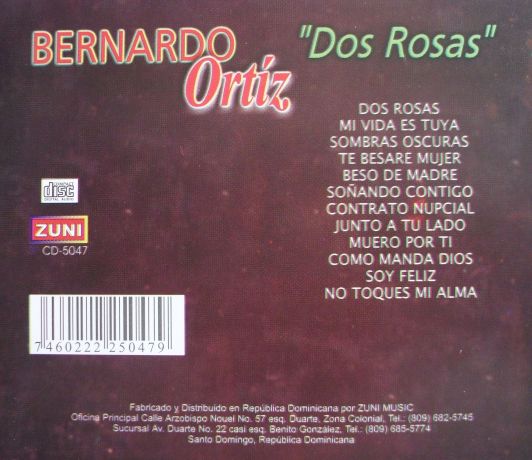 BERNARDO
Ortíz
"Dos Rosas"
DOS ROSAS
MI VIDA ES TUYA
SOMBRAS OSCURAS
TE BESARE MUJER
BESO DE MADRE
SOÑANDO CONTIGO
CONTRATO NUPCIAL
JUNTO A TU LADO
MUERO POR TI
COMO MANDA DIOS
SOY FELIZ
NO TOQUES MI ALMA
COMPACT
disc
DIGITAL AUDIO
ZUNI
CD-5047
7 460222 250479
Fabricado y Distribuido en República Dominicana por ZUNI MUSIC
Oficina Principal Calle Arzobispo Nouel No. 57 esq. Duarte, Zona Colonial, Tel.: (809) 682-5745
Sucursal Av. Duarte No. 22 casi esq. Benito González, Tel.: (809) 685-5774
Santo Domingo, República Dominicana